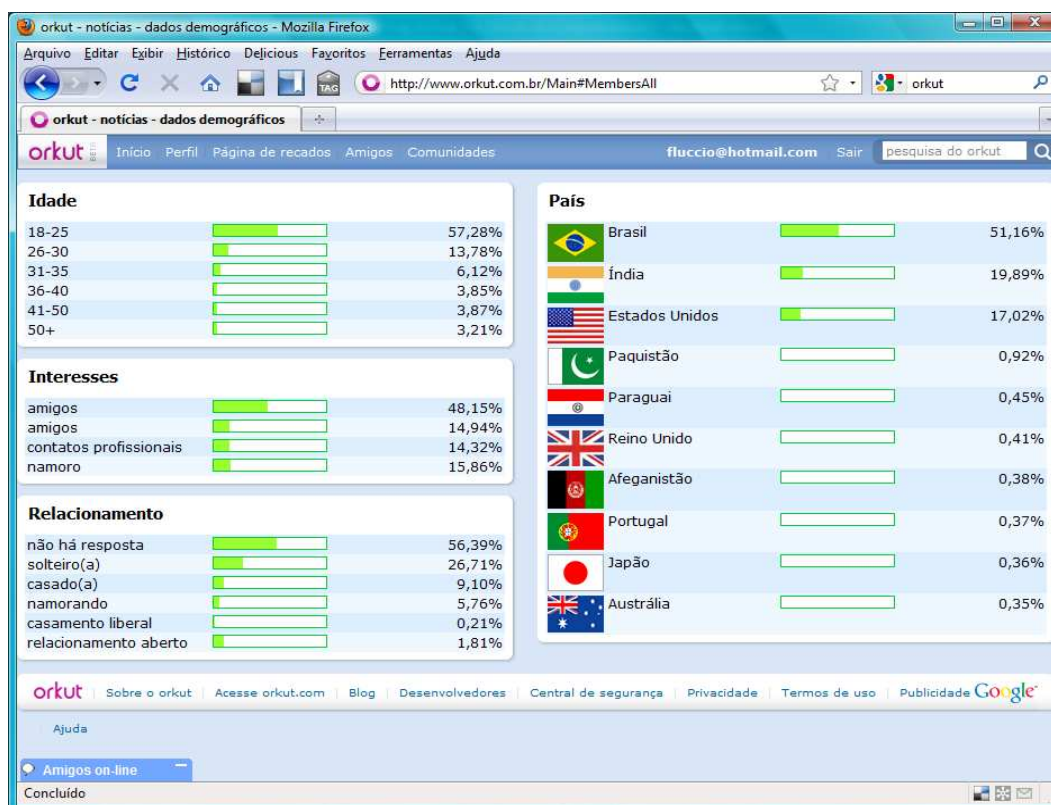 orkut - notícias - dados demográficos - Mozilla Firefox
Arquivo Editar Exibir Histórico Delicious Favoritos Ferramentas Ajuda
TAG http://www.orkut.com.br/Main#MembersAll orkut
orkut - notícias - dados demográficos
orkut Início Perfil Página de recados Amigos Comunidades fluccio@hotmail.com Sair pesquisa do orkut
Idade
18-25 57,28%
26-30 13,78%
31-35 6,12%
36-40 3,85%
41-50 3,87%
50+ 3,21%
Interesses
amigos 48,15%
amigos 14,94%
contatos profissionais 14,32%
namoro 15,86%
Relacionamento
não há resposta 56,39%
solteiro(a) 26,71%
casado(a) 9,10%
namorando 5,76%
casamento liberal 0,21%
relacionamento aberto 1,81%
País
Brasil 51,16%
Índia 19,89%
Estados Unidos 17,02%
Paquistão 0,92%
Paraguai 0,45%
Reino Unido 0,41%
Afeganistão 0,38%
Portugal 0,37%
Japão 0,36%
Austrália 0,35%
orkut Sobre o orkut Acesse orkut.com Blog Desenvolvedores Central de segurança Privacidade Termos de uso Publicidade Google
Ajuda
Amigos on-line
Concluído